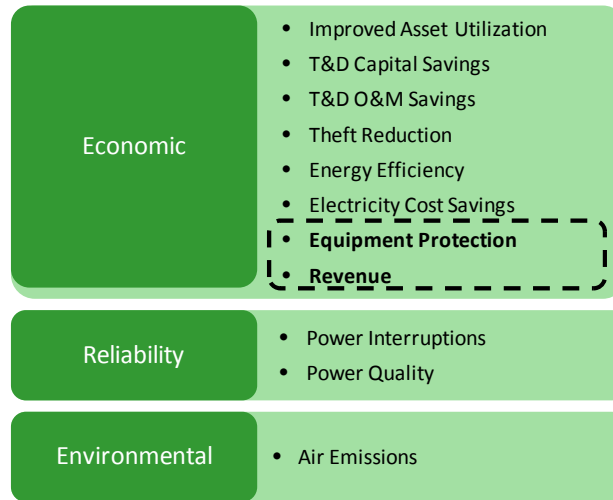 Economic
• Improved Asset Utilization
• T&D Capital Savings
• T&D O&M Savings
• Theft Reduction
• Energy Efficiency
• Electricity Cost Savings
• Equipment Protection
• Revenue
Reliability
• Power Interruptions
• Power Quality
Environmental
• Air Emissions